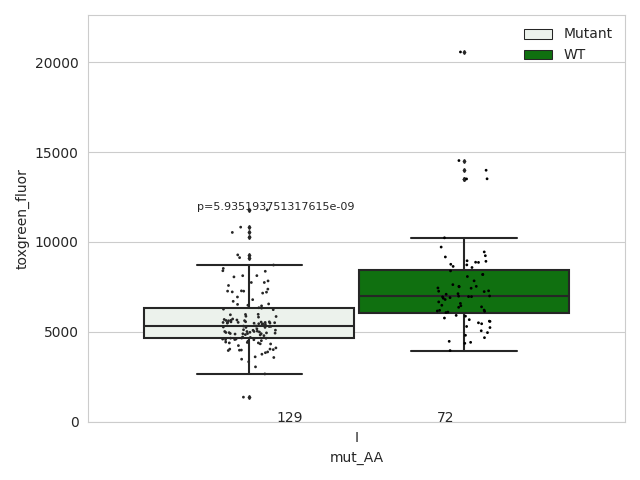 Mutant
WT
20000
15000
10000
5000
0
toxgreen_fluor
p=5.935193751317615e-09
129
72
I
mut_AA